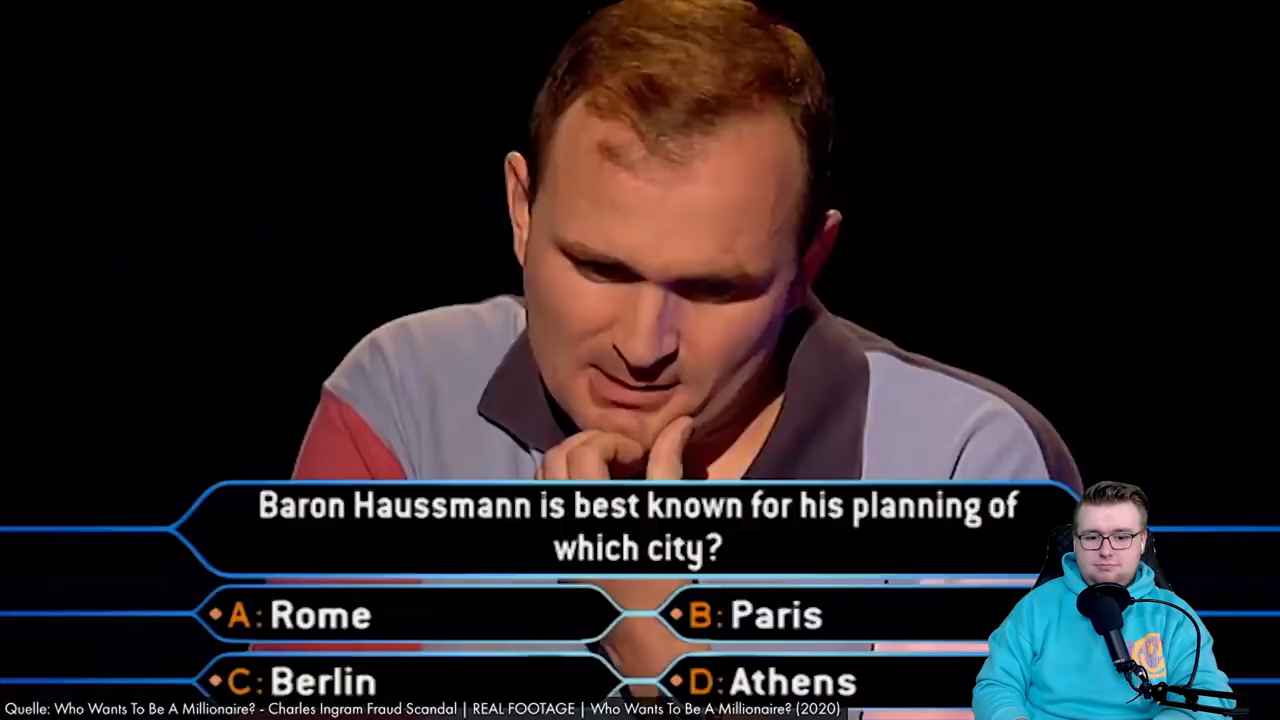 Baron Haussmann is best known for his planning of
which city?
A: Rome
B: Paris
C: Berlin
D: Athens
Quelle: Who Wants To Be A Millionaire? - Charles Ingram Fraud Scandal | REAL FOOTAGE | Who Wants To Be A Millionaire? (2020)